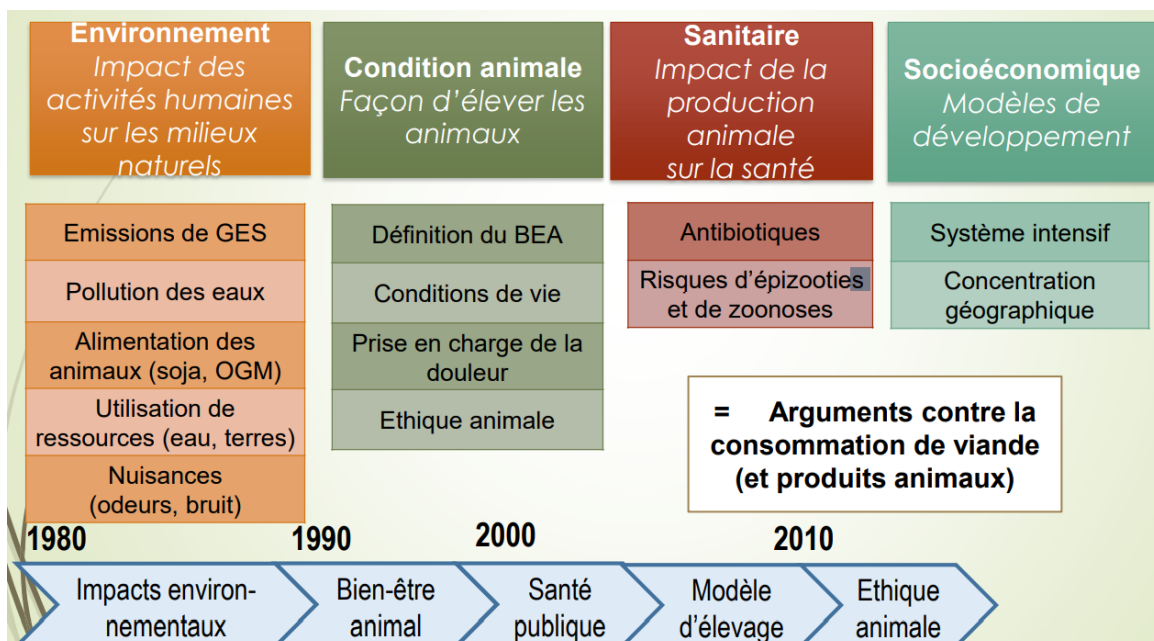 Environnement
Impact des
activités humaines
sur les milieux
naturels
Condition animale
Façon d'élever les
animaux
Sanitaire
Impact de la
production
animale
sur la santé
Socioéconomique
Modèles de
développement
Emissions de GES
Pollution des eaux
Alimentation des
animaux (soja, OGM)
Utilisation de
ressources (eau, terres)
Nuisances
(odeurs, bruit)
Définition du BEA
Conditions de vie
Prise en charge de la
douleur
Ethique animale
Antibiotiques
Risques d'épizooties
et de zoonoses
Système intensif
Concentration
géographique
= Arguments contre la
consommation de viande
(et produits animaux)
1980
1990
2000
2010
Impacts environ-
nementaux
Bien-être
animal
Santé
publique
Modèle
d'élevage
Ethique
animale